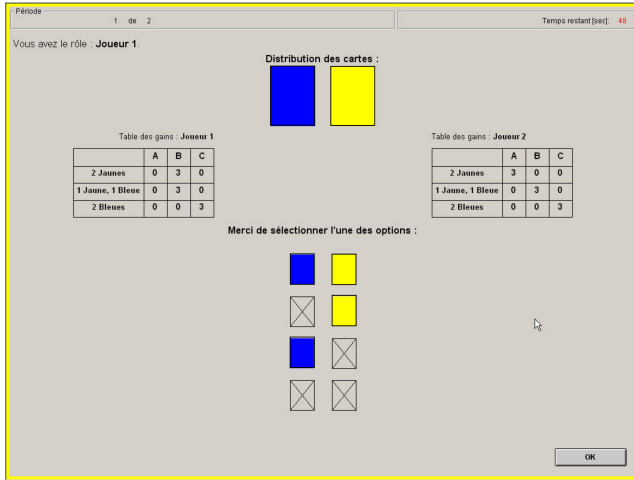 Période
1 de 2
Temps restant [sec]: 48
Vous avez le rôle : Joueur 1.
Distribution des cartes :
Table des gains : Joueur 1
A B C
2 Jaunes 0 3 0
1 Jaune, 1 Bleue 0 3 0
2 Bleues 0 0 3
Table des gains : Joueur 2
A B C
2 Jaunes 3 0 0
1 Jaune, 1 Bleue 0 3 0
2 Bleues 0 0 3
Merci de sélectionner l'une des options :
OK